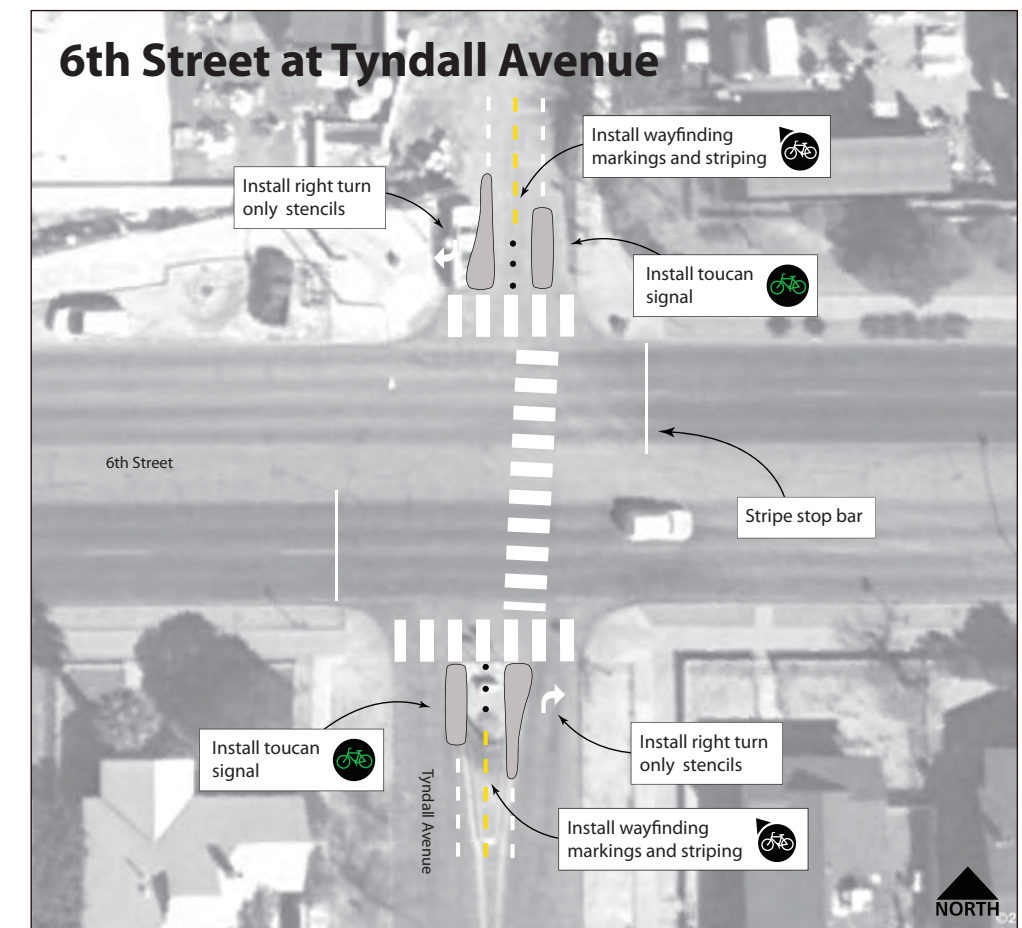 6th Street at Tyndall Avenue
Install wayfinding
markings and striping
Install right turn
only stencils
Install toucan
signal
6th Street
Stripe stop bar
Install toucan
signal
Tyndall Avenue
Install right turn
only stencils
Install wayfinding
markings and striping
NORTH
©2